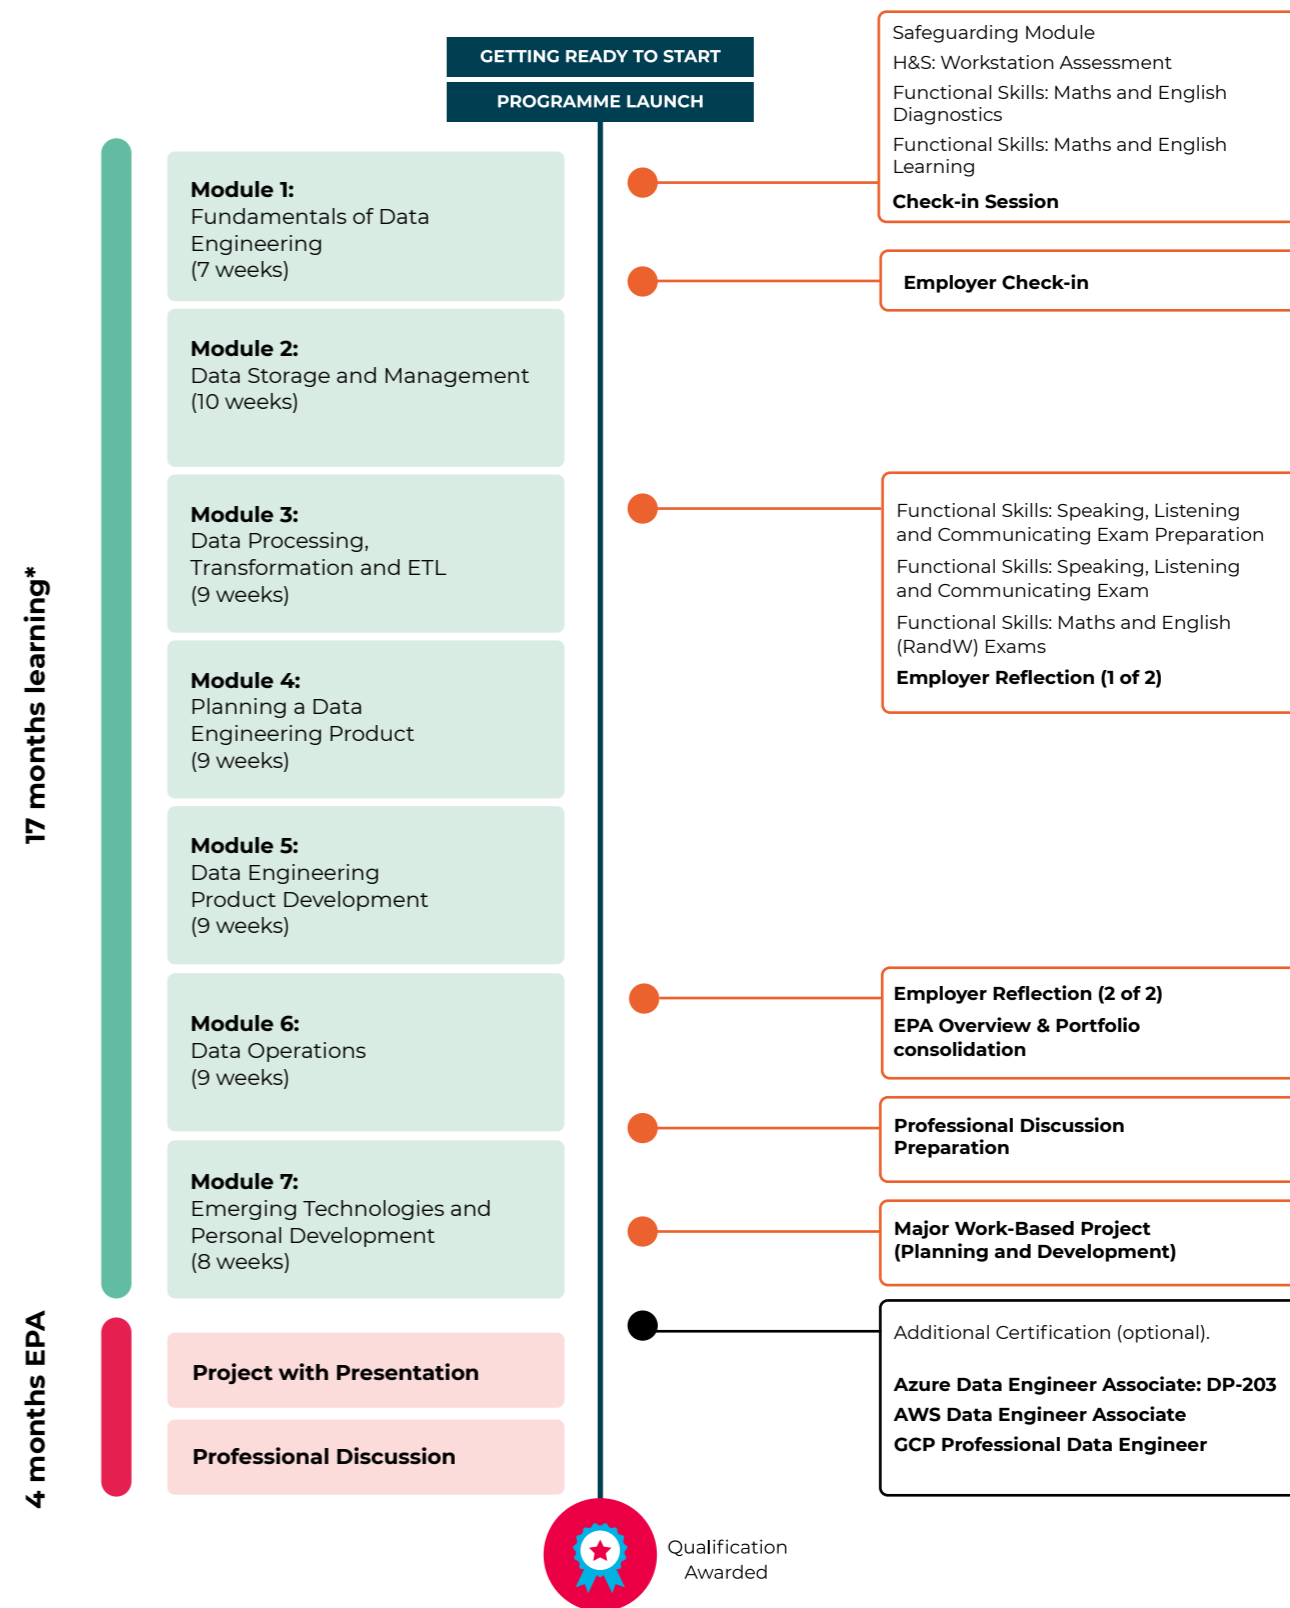 GETTING READY TO START
PROGRAMME LAUNCH
17 months learning*
Module 1:
Fundamentals of Data
Engineering
(7 weeks)
Module 2:
Data Storage and Management
(10 weeks)
Module 3:
Data Processing,
Transformation and ETL
(9 weeks)
Module 4:
Planning a Data
Engineering Product
(9 weeks)
Module 5:
Data Engineering
Product Development
(9 weeks)
Module 6:
Data Operations
(9 weeks)
Module 7:
Emerging Technologies and
Personal Development
(8 weeks)
4 months EPA
Project with Presentation
Professional Discussion
Safeguarding Module
H&S: Workstation Assessment
Functional Skills: Maths and English
Diagnostics
Functional Skills: Maths and English
Learning
Check-in Session
Employer Check-in
Functional Skills: Speaking, Listening
and Communicating Exam Preparation
Functional Skills: Speaking, Listening
and Communicating Exam
Functional Skills: Maths and English
(RandW) Exams
Employer Reflection (1 of 2)
Employer Reflection (2 of 2)
EPA Overview & Portfolio
consolidation
Professional Discussion
Preparation
Major Work-Based Project
(Planning and Development)
Additional Certification (optional).
Azure Data Engineer Associate: DP-203
AWS Data Engineer Associate
GCP Professional Data Engineer
Qualification
Awarded